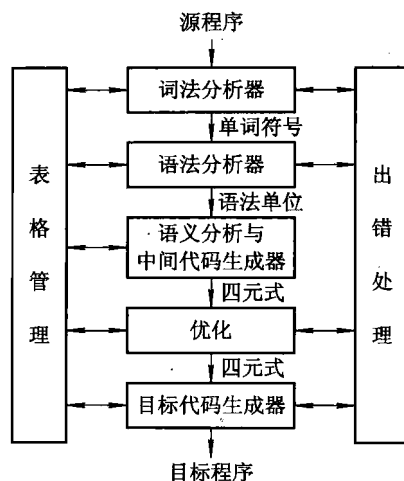 源程序
词法分析器
单词符号
语法分析器
语法单位
语义分析与
中间代码生成器
四元式
优化
四元式
目标代码生成器
目标程序
表格管理
出错处理